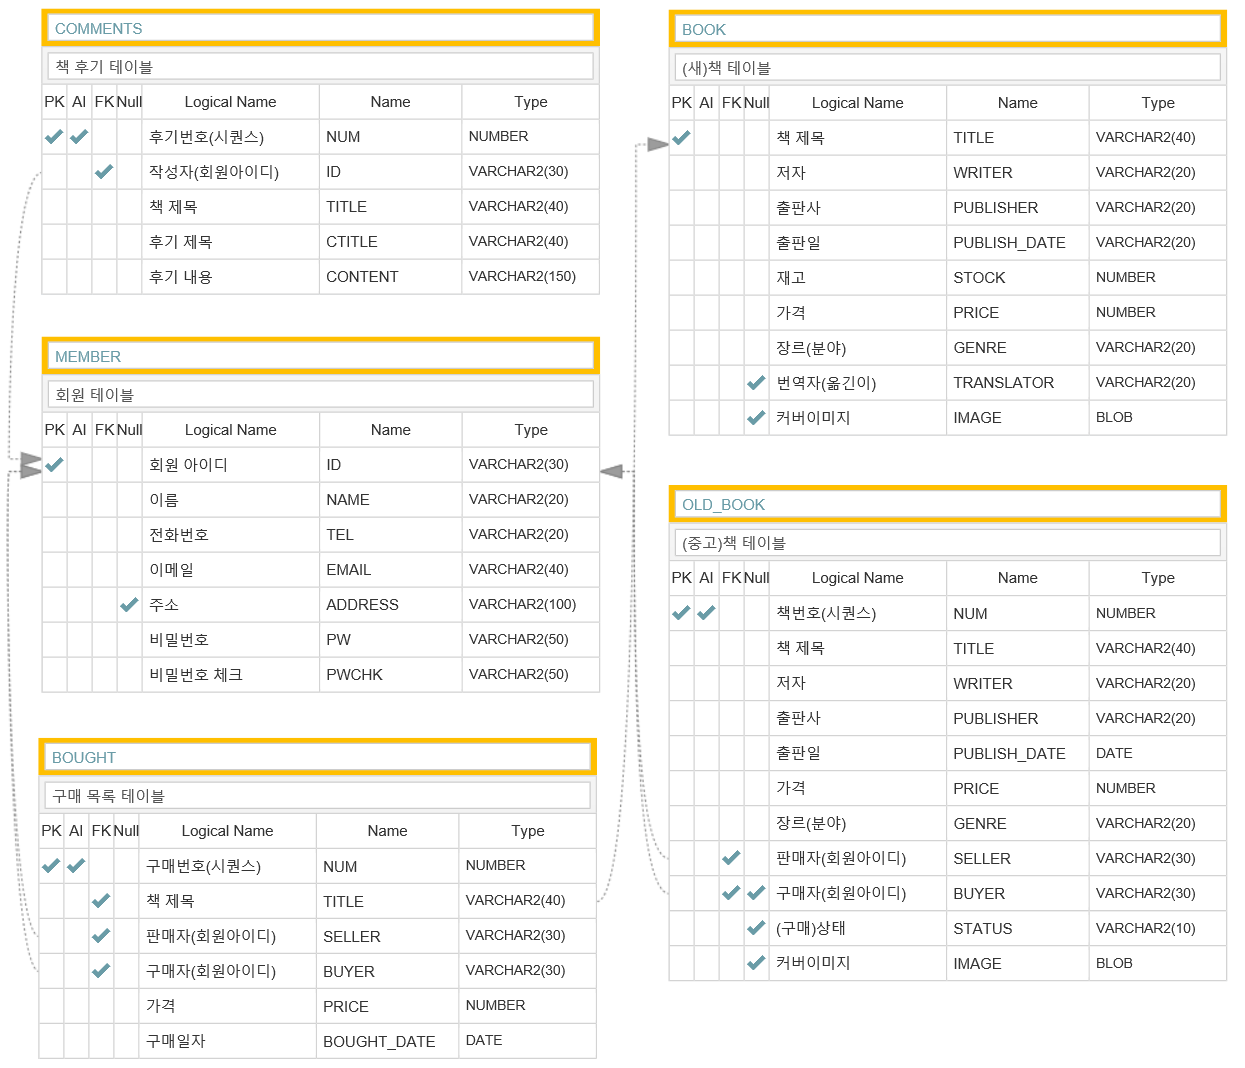 COMMENTS
책 후기 테이블
PK AI FK Null Logical Name Name Type
후기번호(시퀀스) NUM NUMBER
작성자(회원아이디) ID VARCHAR2(30)
책 제목 TITLE VARCHAR2(40)
후기 제목 CTITLE VARCHAR2(40)
후기 내용 CONTENT VARCHAR2(150)
MEMBER
회원 테이블
PK AI FK Null Logical Name Name Type
회원 아이디 ID VARCHAR2(30)
이름 NAME VARCHAR2(20)
전화번호 TEL VARCHAR2(20)
이메일 EMAIL VARCHAR2(40)
주소 ADDRESS VARCHAR2(100)
비밀번호 PW VARCHAR2(50)
비밀번호 체크 PWCHK VARCHAR2(50)
BOUGHT
구매 목록 테이블
PK AI FK Null Logical Name Name Type
구매번호(시퀀스) NUM NUMBER
책 제목 TITLE VARCHAR2(40)
판매자(회원아이디) SELLER VARCHAR2(30)
구매자(회원아이디) BUYER VARCHAR2(30)
가격 PRICE NUMBER
구매일자 BOUGHT_DATE DATE
BOOK
(새)책 테이블
PK AI FK Null Logical Name Name Type
책 제목 TITLE VARCHAR2(40)
저자 WRITER VARCHAR2(20)
출판사 PUBLISHER VARCHAR2(20)
출판일 PUBLISH_DATE VARCHAR2(20)
재고 STOCK NUMBER
가격 PRICE NUMBER
장르(분야) GENRE VARCHAR2(20)
번역자(옮긴이) TRANSLATOR VARCHAR2(20)
커버이미지 IMAGE BLOB
OLD_BOOK
(중고)책 테이블
PK AI FK Null Logical Name Name Type
책번호(시퀀스) NUM NUMBER
책 제목 TITLE VARCHAR2(40)
저자 WRITER VARCHAR2(20)
출판사 PUBLISHER VARCHAR2(20)
출판일 PUBLISH_DATE DATE
가격 PRICE NUMBER
장르(분야) GENRE VARCHAR2(20)
판매자(회원아이디) SELLER VARCHAR2(30)
구매자(회원아이디) BUYER VARCHAR2(30)
(구매)상태 STATUS VARCHAR2(10)
커버이미지 IMAGE BLOB